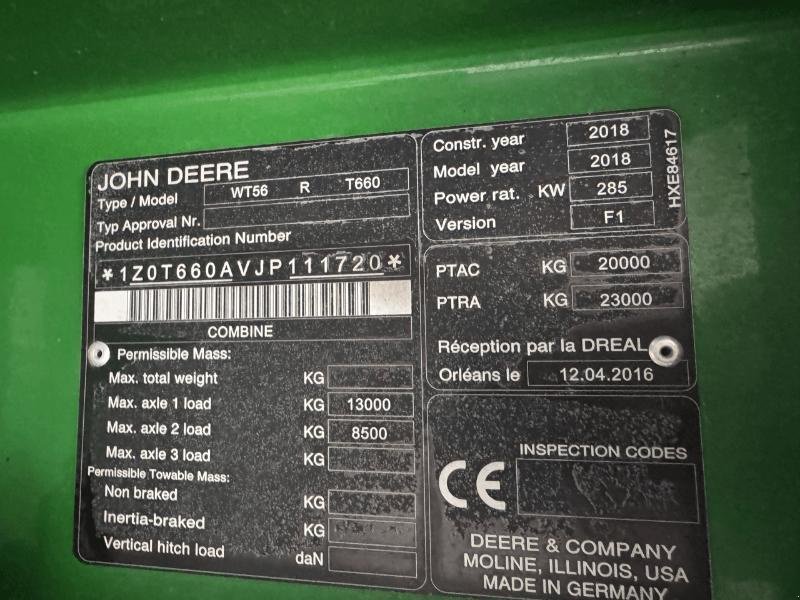 JOHN DEERE
Type / Model WT56 R T660
Typ Approval Nr.
Product Identification Number
*1Z0T660AVJP111720*
COMBINE
Permissible Mass:
Max. total weight KG
Max. axle 1 load KG 13000
Max. axle 2 load KG 8500
Max. axle 3 load KG
Permissible Towable Mass:
Non braked KG
Inertia-braked KG
Vertical hitch load daN
Constr. year 2018
Model year 2018
Power rat. KW 285
Version F1
HXE84617
PTAC KG 20000
PTRA KG 23000
Réception par la DREAL
Orléans le 12.04.2016
INSPECTION CODES
CE
DEERE & COMPANY
MOLINE, ILLINOIS, USA
MADE IN GERMANY